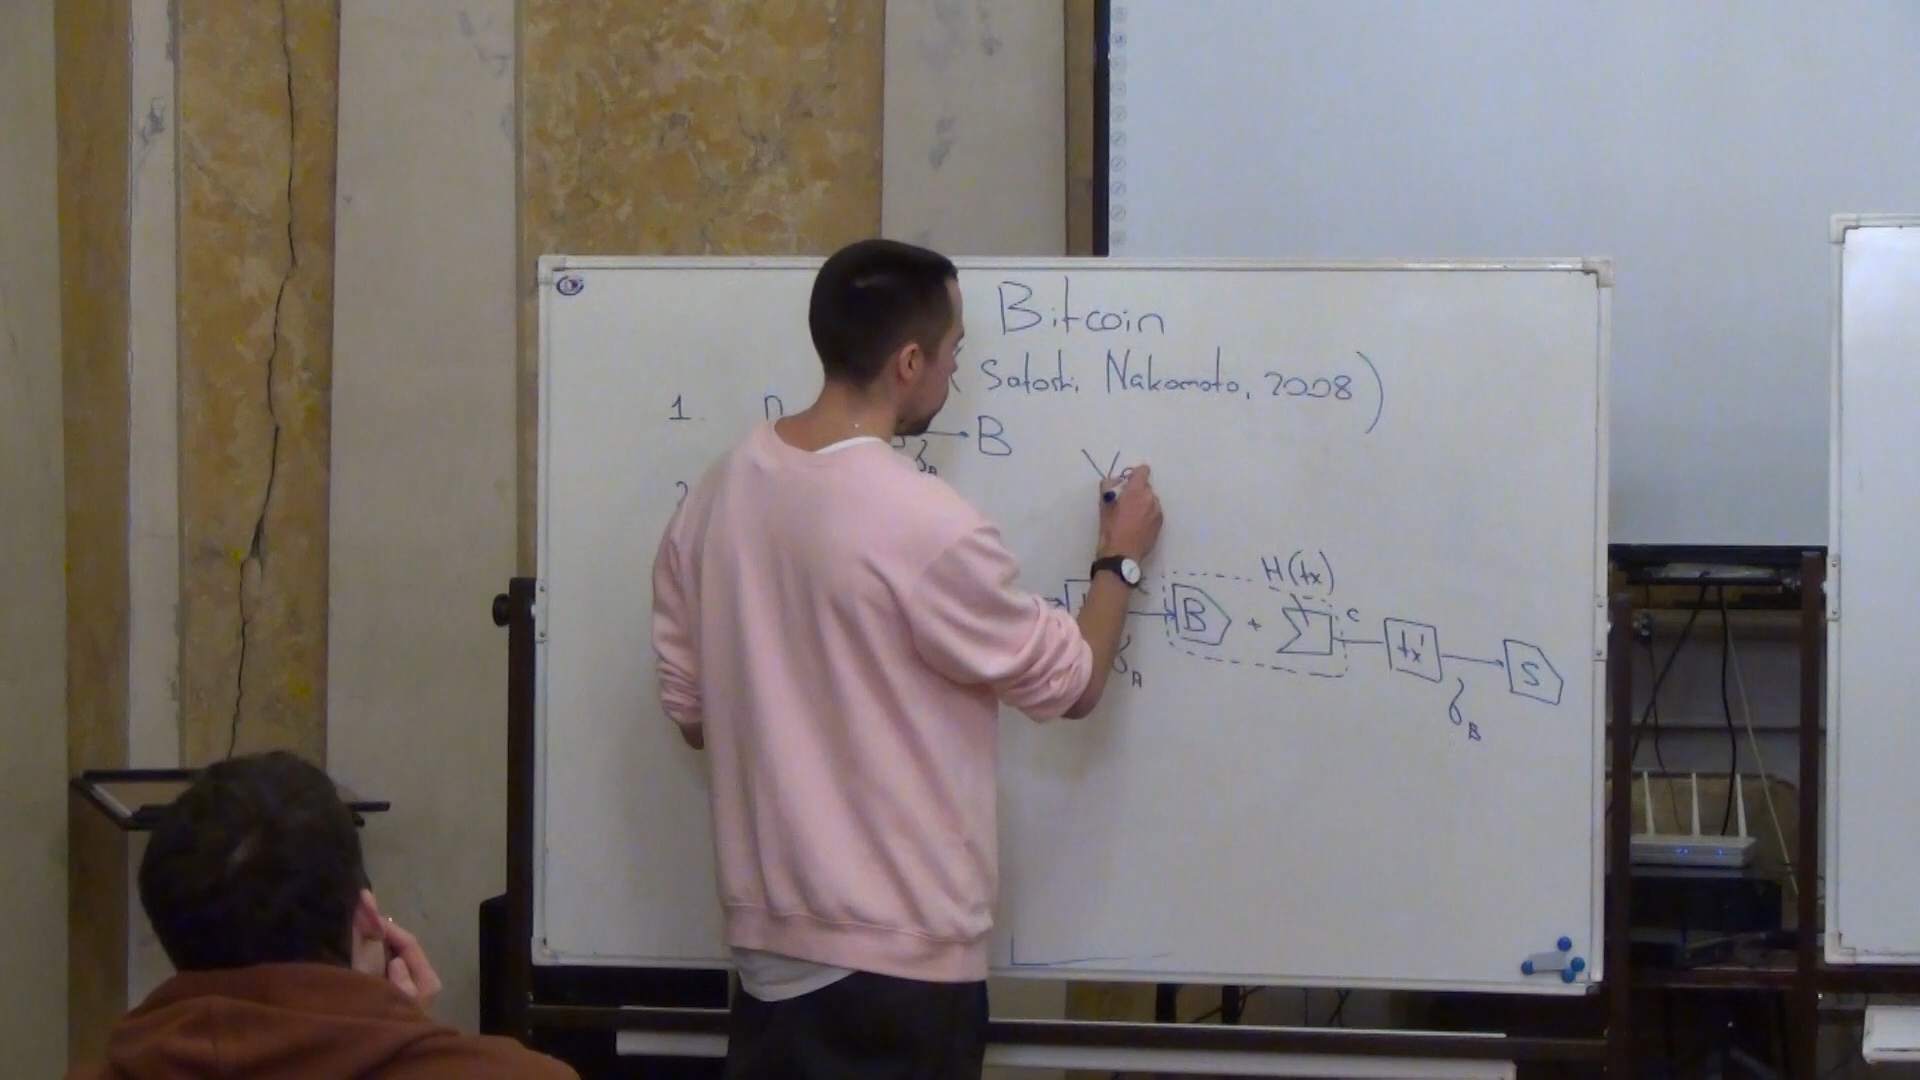 Bitcoin
Satoshi Nakamoto, 2008)
1.
B
H(tx)
B + Σ c tx' S
A
B